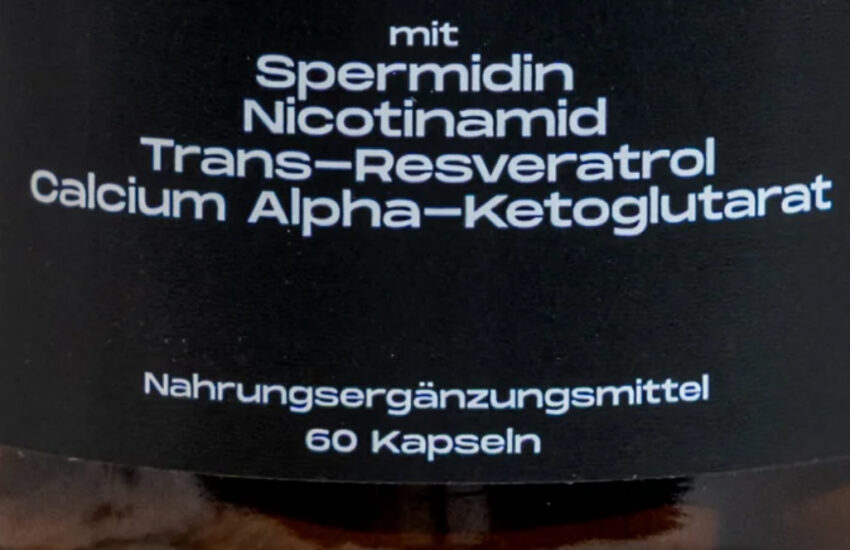 mit
Spermidin
Nicotinamid
Trans-Resveratrol
Calcium Alpha-Ketoglutarat
Nahrungsergänzungsmittel
60 Kapseln